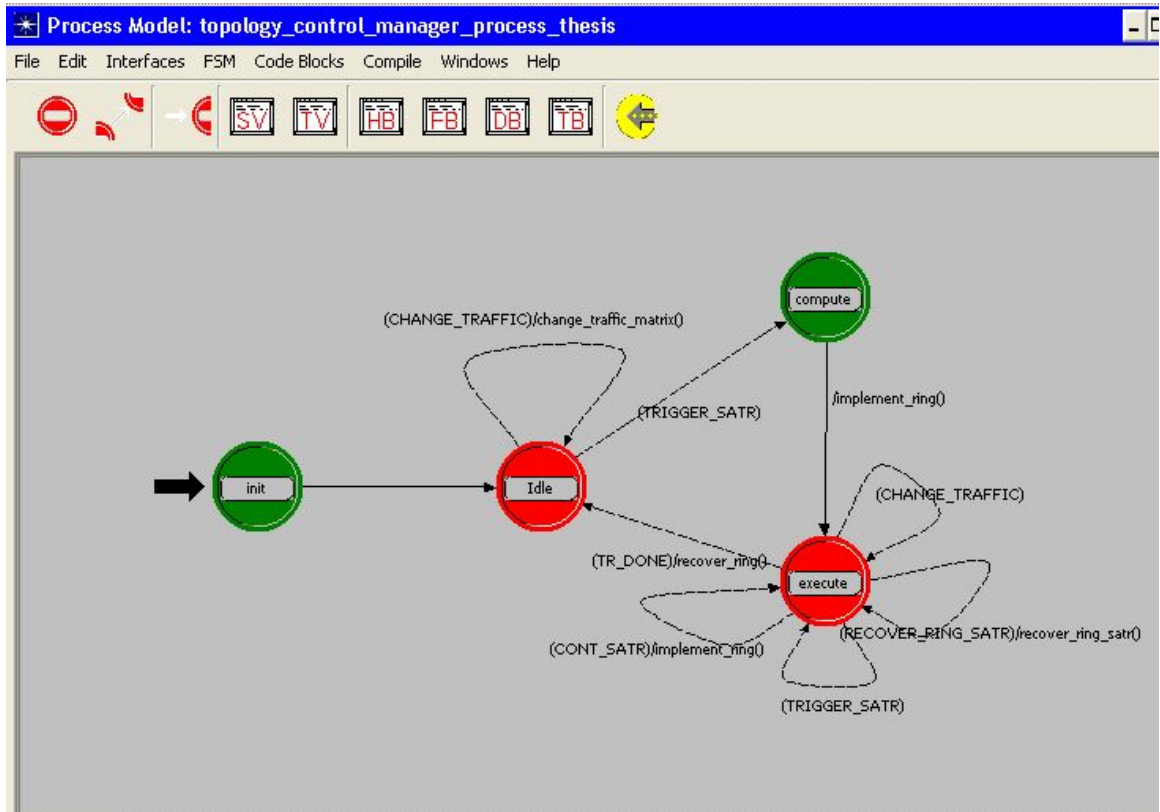 Process Model: topology_control_manager_process_thesis
File Edit Interfaces FSM Code Blocks Compile Windows Help
SV TV HB FB DB TB
compute
(CHANGE_TRAFFIC)/change_traffic_matrix()
/implement_ring()
(TRIGGER_SATR)
init
Idle
(CHANGE_TRAFFIC)
(TR_DONE)/recover_ring()
execute
(RECOVER_RING_SATR)/recover_ring_satr()
(CONT_SATR)/implement_ring()
(TRIGGER_SATR)